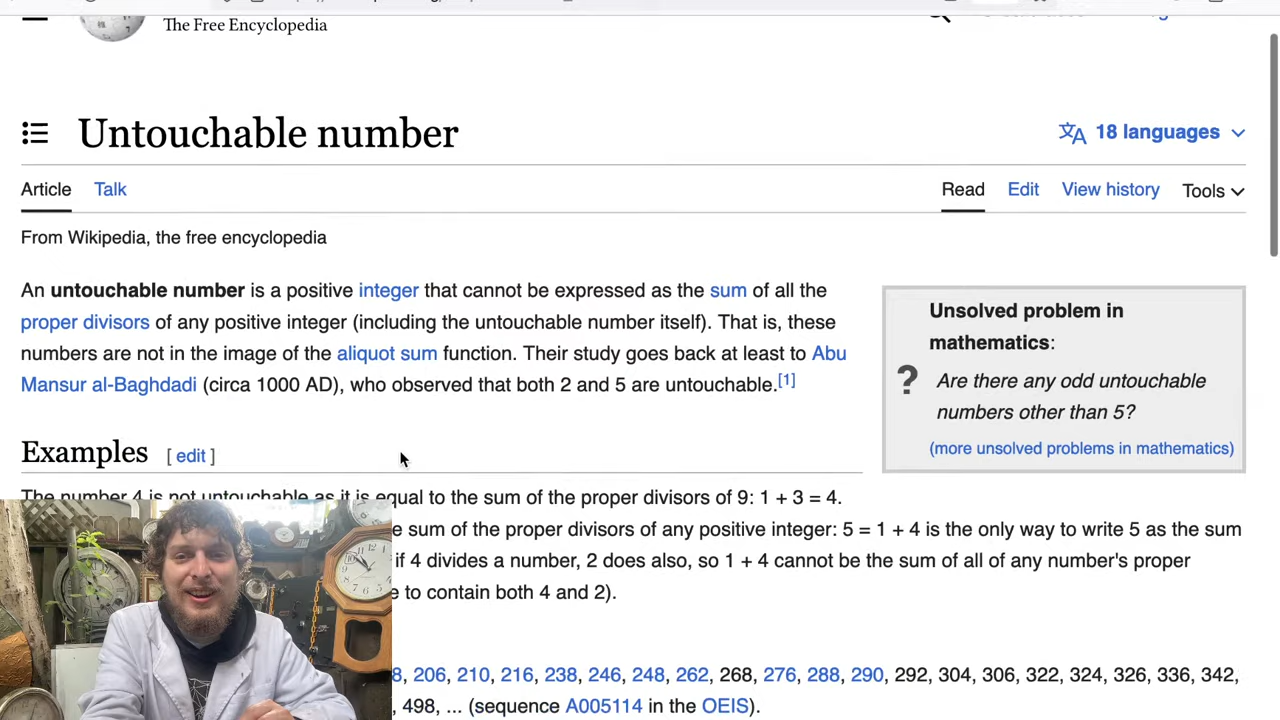 The Free Encyclopedia
Untouchable number
18 languages
Article Talk
Read Edit View history Tools
From Wikipedia, the free encyclopedia
An untouchable number is a positive integer that cannot be expressed as the sum of all the
proper divisors of any positive integer (including the untouchable number itself). That is, these
numbers are not in the image of the aliquot sum function. Their study goes back at least to Abu
Mansur al-Baghdadi (circa 1000 AD), who observed that both 2 and 5 are untouchable.[1]
Unsolved problem in
mathematics:
? Are there any odd untouchable
numbers other than 5?
(more unsolved problems in mathematics)
Examples [ edit ]
The number 4 is not untouchable as it is equal to the sum of the proper divisors of 9: 1 + 3 = 4.
e sum of the proper divisors of any positive integer: 5 = 1 + 4 is the only way to write 5 as the sum
if 4 divides a number, 2 does also, so 1 + 4 cannot be the sum of all of any number's proper
e to contain both 4 and 2).
8, 206, 210, 216, 238, 246, 248, 262, 268, 276, 288, 290, 292, 304, 306, 322, 324, 326, 336, 342,
, 498, ... (sequence A005114 in the OEIS).